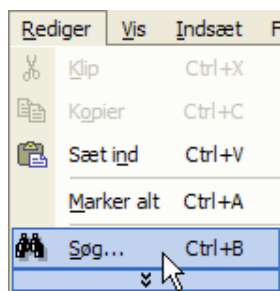 Rediger Vis Indsæt F
Klip Ctrl+X
Kopier Ctrl+C
Sæt ind Ctrl+V
Marker alt Ctrl+A
Søg... Ctrl+B